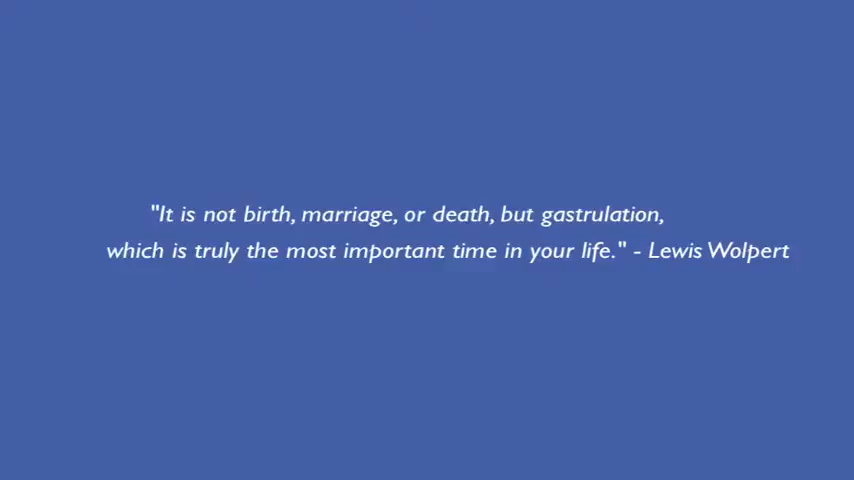 "It is not birth, marriage, or death, but gastrulation,
which is truly the most important time in your life." - Lewis Wolpert